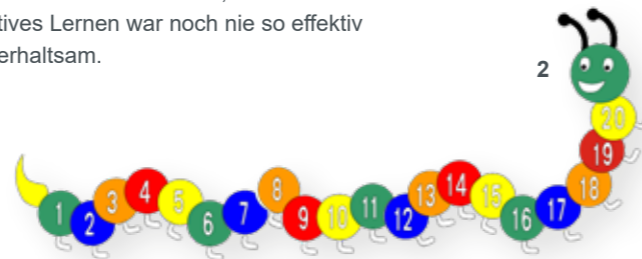 tives Lernen war noch nie so effektiv
erhaltsam.
2
1 2 3 4 5 6 7 8 9 10 11 12 13 14 15 16 17 18 19 20